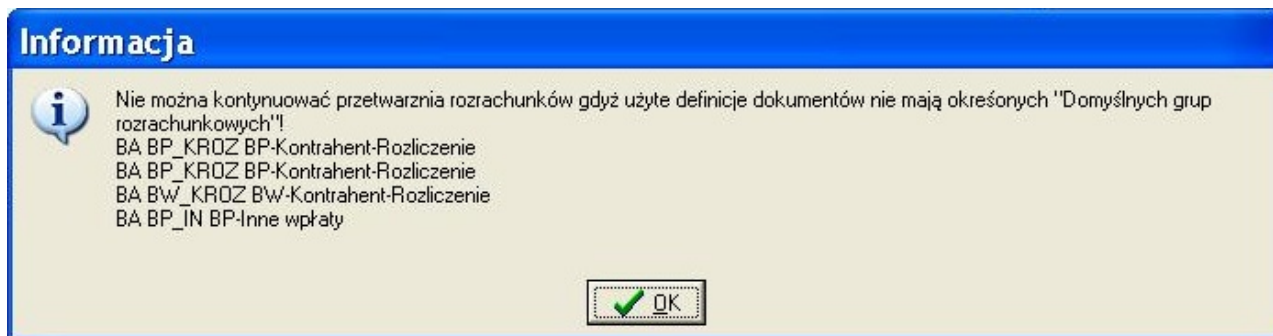 Informacja
Nie można kontynuować przetwarznia rozrachunków gdyż użyte definicje dokumentów nie mają okreśonych "Domyślnych grup
rozrachunkowych"!
BA BP_KROZ BP-Kontrahent-Rozliczenie
BA BP_KROZ BP-Kontrahent-Rozliczenie
BA BW_KROZ BW-Kontrahent-Rozliczenie
BA BP_IN BP-Inne wpłaty
OK